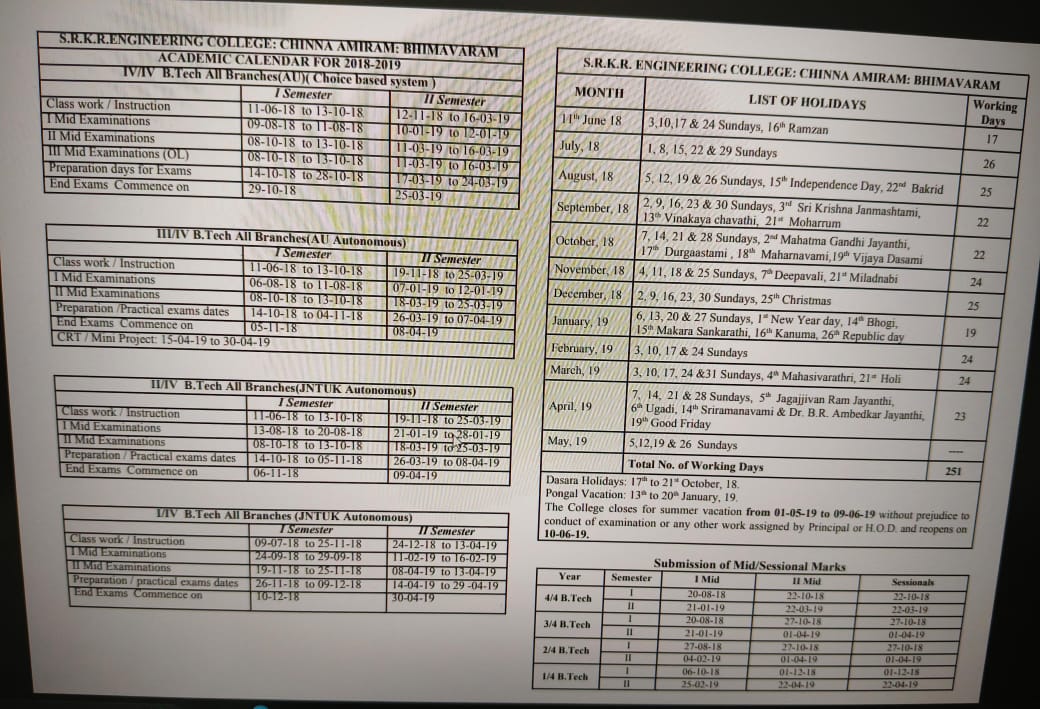 S.R.K.R.ENGINEERING COLLEGE: CHINNA AMIRAM: BHIMAVARAM
ACADEMIC CALENDAR FOR 2018-2019
IV/IV B.Tech All Branches(AU)( Choice based system )
I Semester II Semester
Class work / Instruction 11-06-18 to 13-10-18 12-11-18 to 16-03-19
I Mid Examinations 09-08-18 to 11-08-18 10-01-19 to 12-01-19
II Mid Examinations 08-10-18 to 13-10-18 11-03-19 to 16-03-19
III Mid Examinations (OL) 08-10-18 to 13-10-18 11-03-19 to 16-03-19
Preparation days for Exams 14-10-18 to 28-10-18 17-03-19 to 24-03-19
End Exams Commence on 29-10-18 25-03-19
III/IV B.Tech All Branches(AU Autonomous)
I Semester II Semester
Class work / Instruction 11-06-18 to 13-10-18 19-11-18 to 25-03-19
I Mid Examinations 06-08-18 to 11-08-18 07-01-19 to 12-01-19
II Mid Examinations 08-10-18 to 13-10-18 18-03-19 to 25-03-19
Preparation /Practical exams dates 14-10-18 to 04-11-18 26-03-19 to 07-04-19
End Exams Commence on 05-11-18 08-04-19
CRT / Mini Project: 15-04-19 to 30-04-19
II/IV B.Tech All Branches(JNTUK Autonomous)
I Semester II Semester
Class work / Instruction 11-06-18 to 13-10-18 19-11-18 to 25-03-19
I Mid Examinations 13-08-18 to 20-08-18 21-01-19 to 28-01-19
II Mid Examinations 08-10-18 to 13-10-18 18-03-19 to 25-03-19
Preparation / Practical exams dates 14-10-18 to 05-11-18 26-03-19 to 08-04-19
End Exams Commence on 06-11-18 09-04-19
I/IV B.Tech All Branches (JNTUK Autonomous)
I Semester II Semester
Class work / Instruction 09-07-18 to 25-11-18 24-12-18 to 13-04-19
I Mid Examinations 24-09-18 to 29-09-18 11-02-19 to 16-02-19
II Mid Examinations 19-11-18 to 25-11-18 08-04-19 to 13-04-19
Preparation / practical exams dates 26-11-18 to 09-12-18 14-04-19 to 29 -04-19
End Exams Commence on 10-12-18 30-04-19
S.R.K.R. ENGINEERING COLLEGE: CHINNA AMIRAM: BHIMAVARAM
MONTH LIST OF HOLIDAYS Working Days
11th June 18 3,10,17 & 24 Sundays, 16th Ramzan 17
July, 18 1, 8, 15, 22 & 29 Sundays 26
August, 18 5, 12, 19 & 26 Sundays, 15th Independence Day, 22nd Bakrid 25
September, 18 2, 9, 16, 23 & 30 Sundays, 3rd Sri Krishna Janmashtami,
13th Vinakaya chavathi, 21st Moharrum 22
October, 18 7, 14, 21 & 28 Sundays, 2nd Mahatma Gandhi Jayanthi,
17th Durgaastami , 18th Maharnavami,19th Vijaya Dasami 22
November, 18 4, 11, 18 & 25 Sundays, 7th Deepavali, 21st Miladnabi 24
December, 18 2, 9, 16, 23, 30 Sundays, 25th Christmas 25
January, 19 6, 13, 20 & 27 Sundays, 1st New Year day, 14th Bhogi,
15th Makara Sankarathi, 16th Kanuma, 26th Republic day 19
February, 19 3, 10, 17 & 24 Sundays 24
March, 19 3, 10, 17, 24 &31 Sundays, 4th Mahasivarathri, 21st Holi 24
April, 19 7, 14, 21 & 28 Sundays, 5th Jagajjivan Ram Jayanthi,
6th Ugadi, 14th Sriramanavami & Dr. B.R. Ambedkar Jayanthi,
19th Good Friday 23
May, 19 5,12,19 & 26 Sundays ----
Total No. of Working Days 251
Dasara Holidays: 17th to 21st October, 18.
Pongal Vacation: 13th to 20th January, 19.
The College closes for summer vacation from 01-05-19 to 09-06-19 without prejudice to
conduct of examination or any other work assigned by Principal or H.O.D. and reopens on
10-06-19.
Submission of Mid/Sessional Marks
Year Semester I Mid II Mid Sessionals
4/4 B.Tech I 20-08-18 22-10-18 22-10-18
II 21-01-19 22-03-19 22-03-19
3/4 B.Tech I 20-08-18 27-10-18 27-10-18
II 21-01-19 01-04-19 01-04-19
2/4 B.Tech I 27-08-18 27-10-18 27-10-18
II 04-02-19 01-04-19 01-04-19
1/4 B.Tech I 06-10-18 01-12-18 01-12-18
II 25-02-19 22-04-19 22-04-19